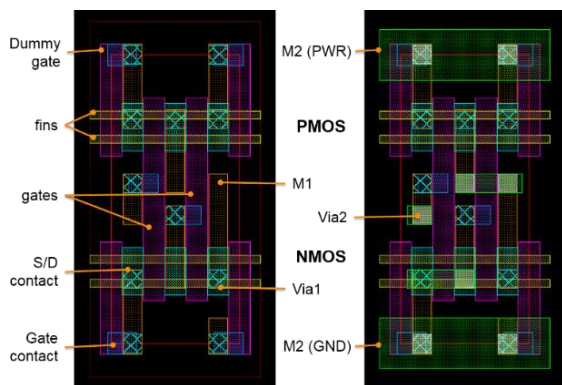 Dummy
gate
fins
gates
S/D
contact
Gate
contact
M1
Via1
M2 (PWR)
PMOS
Via2
NMOS
M2 (GND)